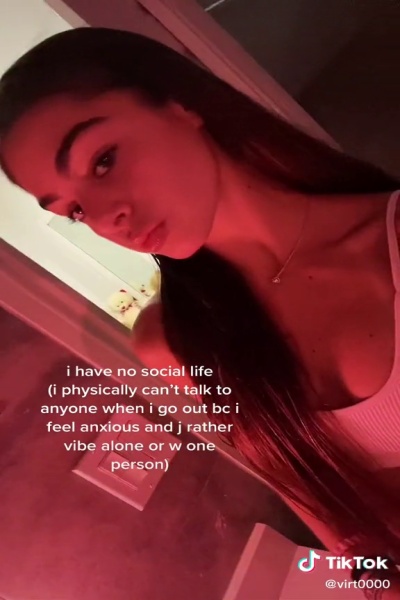 i have no social life
(i physically can't talk to
anyone when i go out bc i
feel anxious and j rather
vibe alone or w one
person)
TikTok
@virt0000